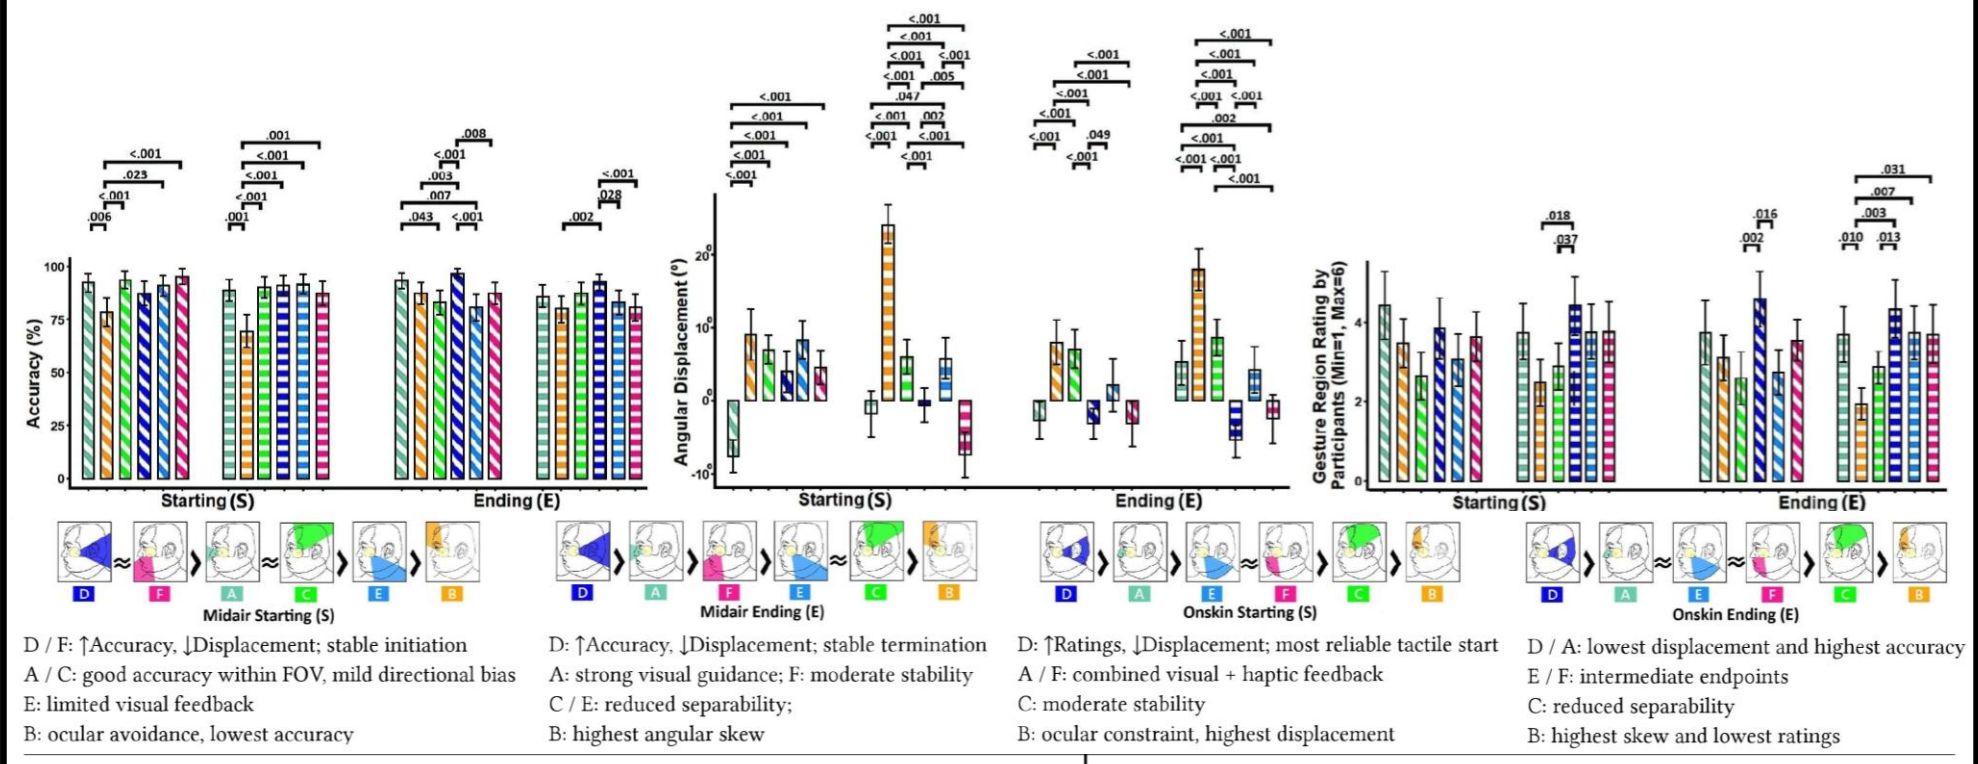 <.001
<.001
<.001 <.001
<.001 .005
.047
<.001 .002
<.001 <.001
<.001
<.001
<.001
<.001
<.001
<.001
<.001
<.001
<.001
<.001
<.001 .049
<.001
<.001
<.001
<.001
<.001 <.001
.002
<.001
<.001 <.001
<.001
<.001
.023
<.001
.006
.001
<.001
<.001
<.001
.001
.008
<.001
.003
.007
.043 <.001
<.001
.028
.002
.018
.037
.016
.002
.031
.007
.003
.010 .013
Accuracy (%)
100
75
50
25
0
Starting (S)
Ending (E)
Angular Displacement (°)
20°
10°
0°
-10°
Starting (S)
Ending (E)
Gesture Region Rating by
Participants (Min=1, Max=6)
4
2
0
Starting (S)
Ending (E)
D ≈ F > A ≈ C > E > B
Midair Starting (S)
D / F: ↑Accuracy, ↓Displacement; stable initiation
A / C: good accuracy within FOV, mild directional bias
E: limited visual feedback
B: ocular avoidance, lowest accuracy
D > A > F > E ≈ C > B
Midair Ending (E)
D: ↑Accuracy, ↓Displacement; stable termination
A: strong visual guidance; F: moderate stability
C / E: reduced separability;
B: highest angular skew
D > A > E ≈ F > C > B
Onskin Starting (S)
D: ↑Ratings, ↓Displacement; most reliable tactile start
A / F: combined visual + haptic feedback
C: moderate stability
B: ocular constraint, highest displacement
D > A ≈ E ≈ F > C > B
Onskin Ending (E)
D / A: lowest displacement and highest accuracy
E / F: intermediate endpoints
C: reduced separability
B: highest skew and lowest ratings